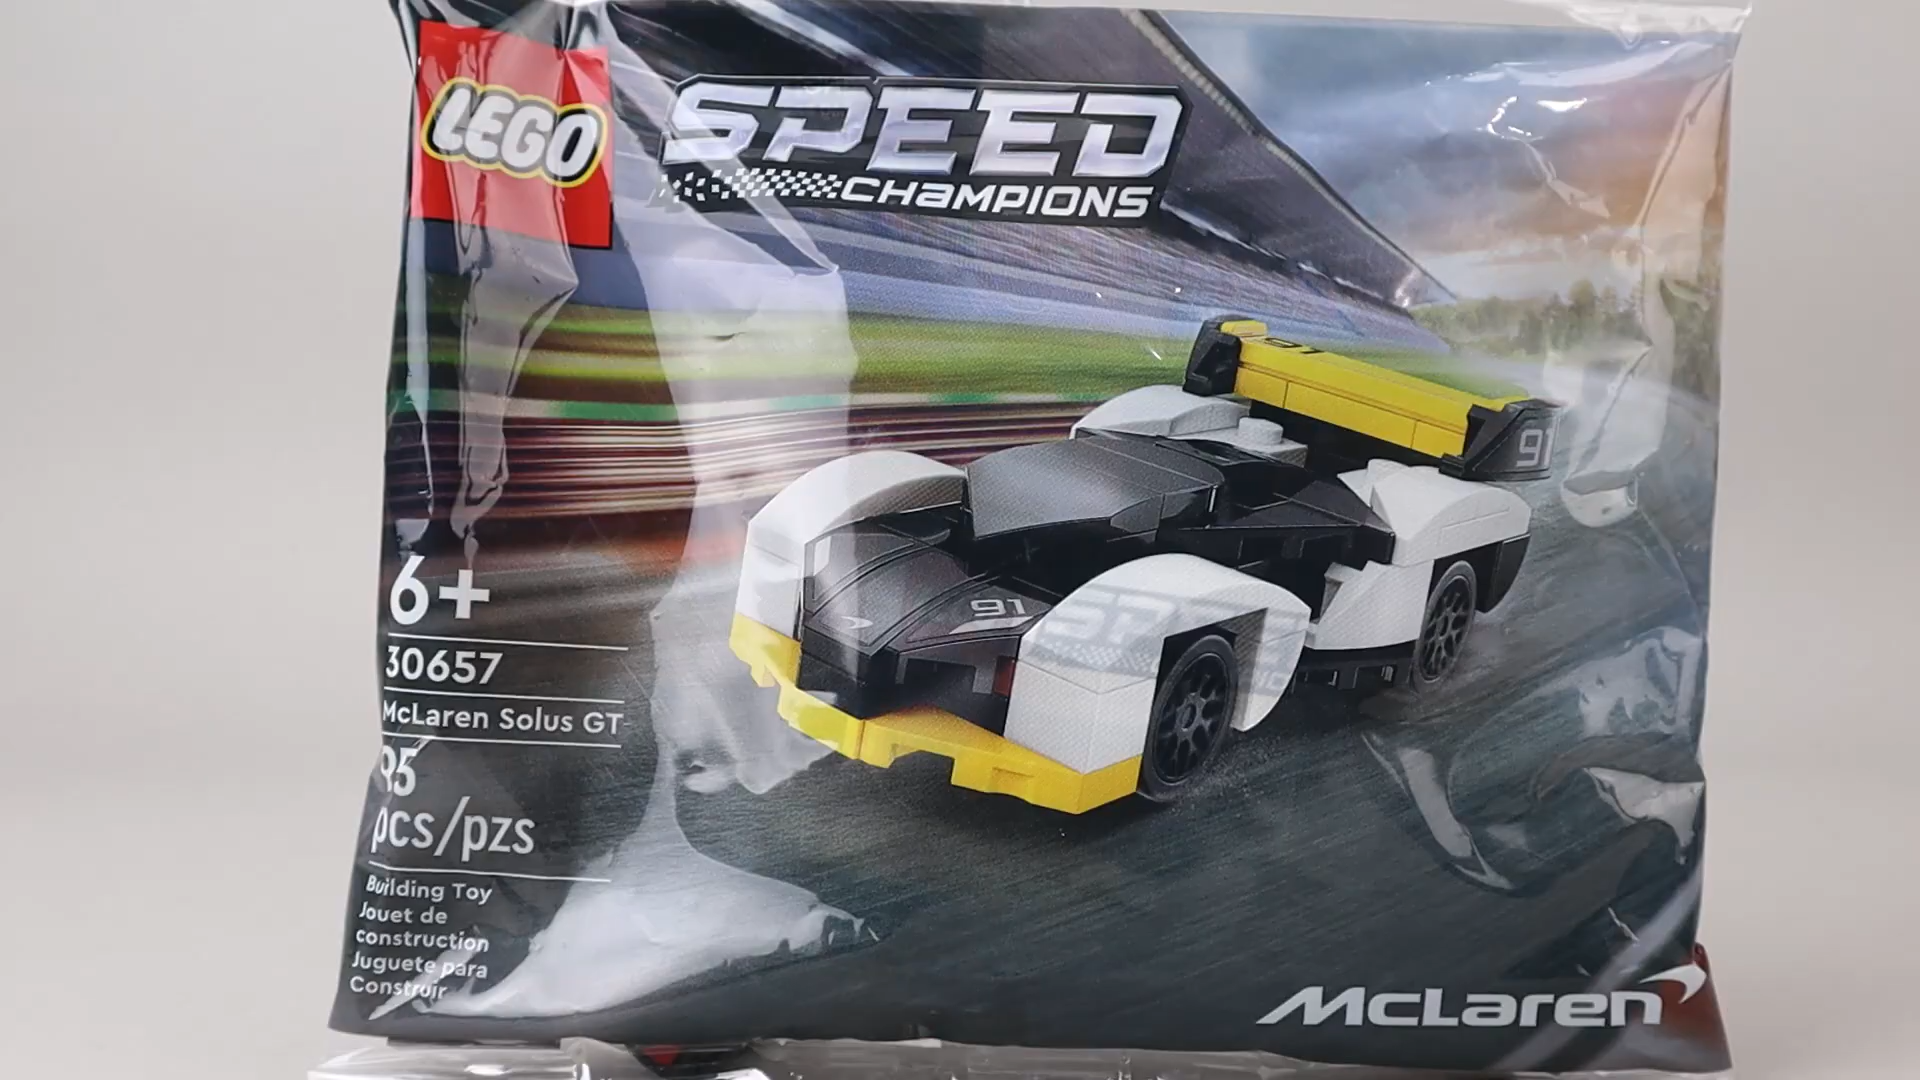 LEGO
SPEED
CHAMPIONS
91
91
91
6+
30657
McLaren Solus GT
95
pcs/pzs
Building Toy
Jouet de
construction
Juguete para
Construir
McLaren